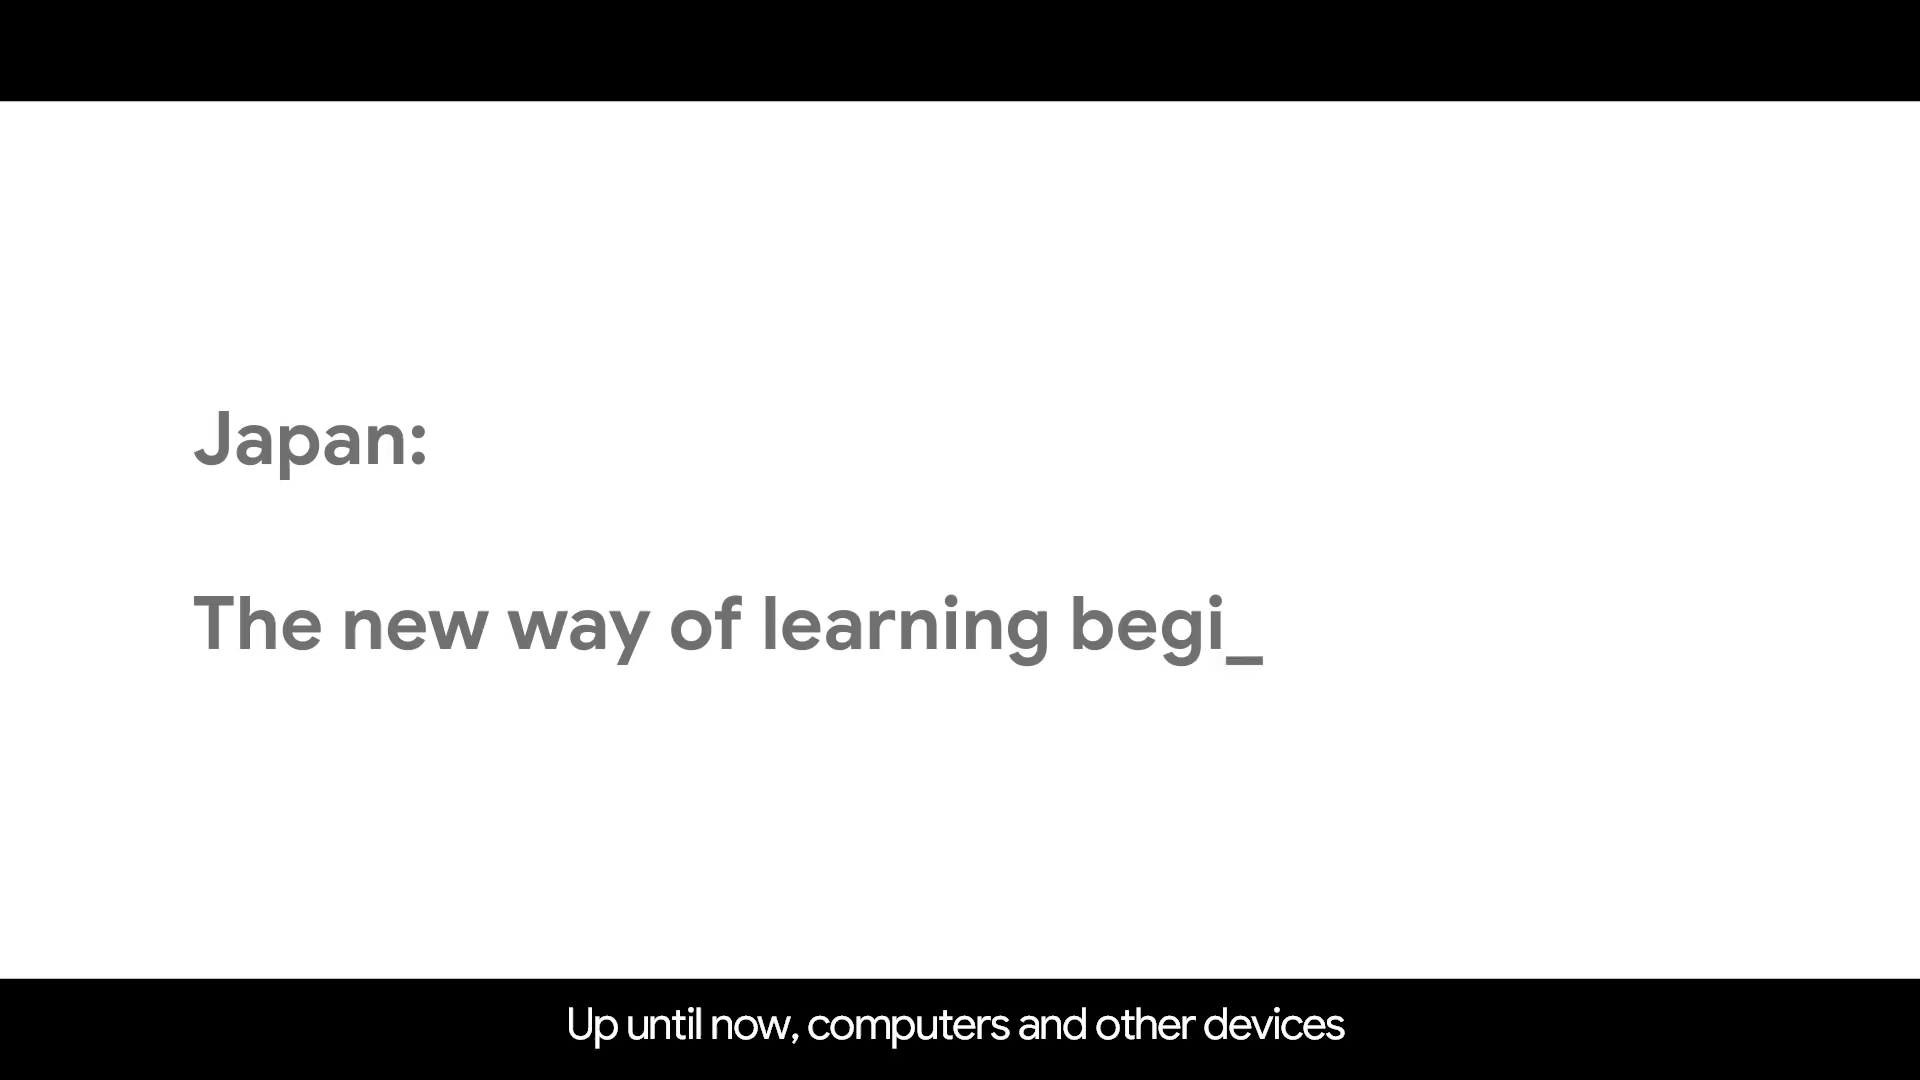 Japan:
The new way of learning begi_
Up until now, computers and other devices